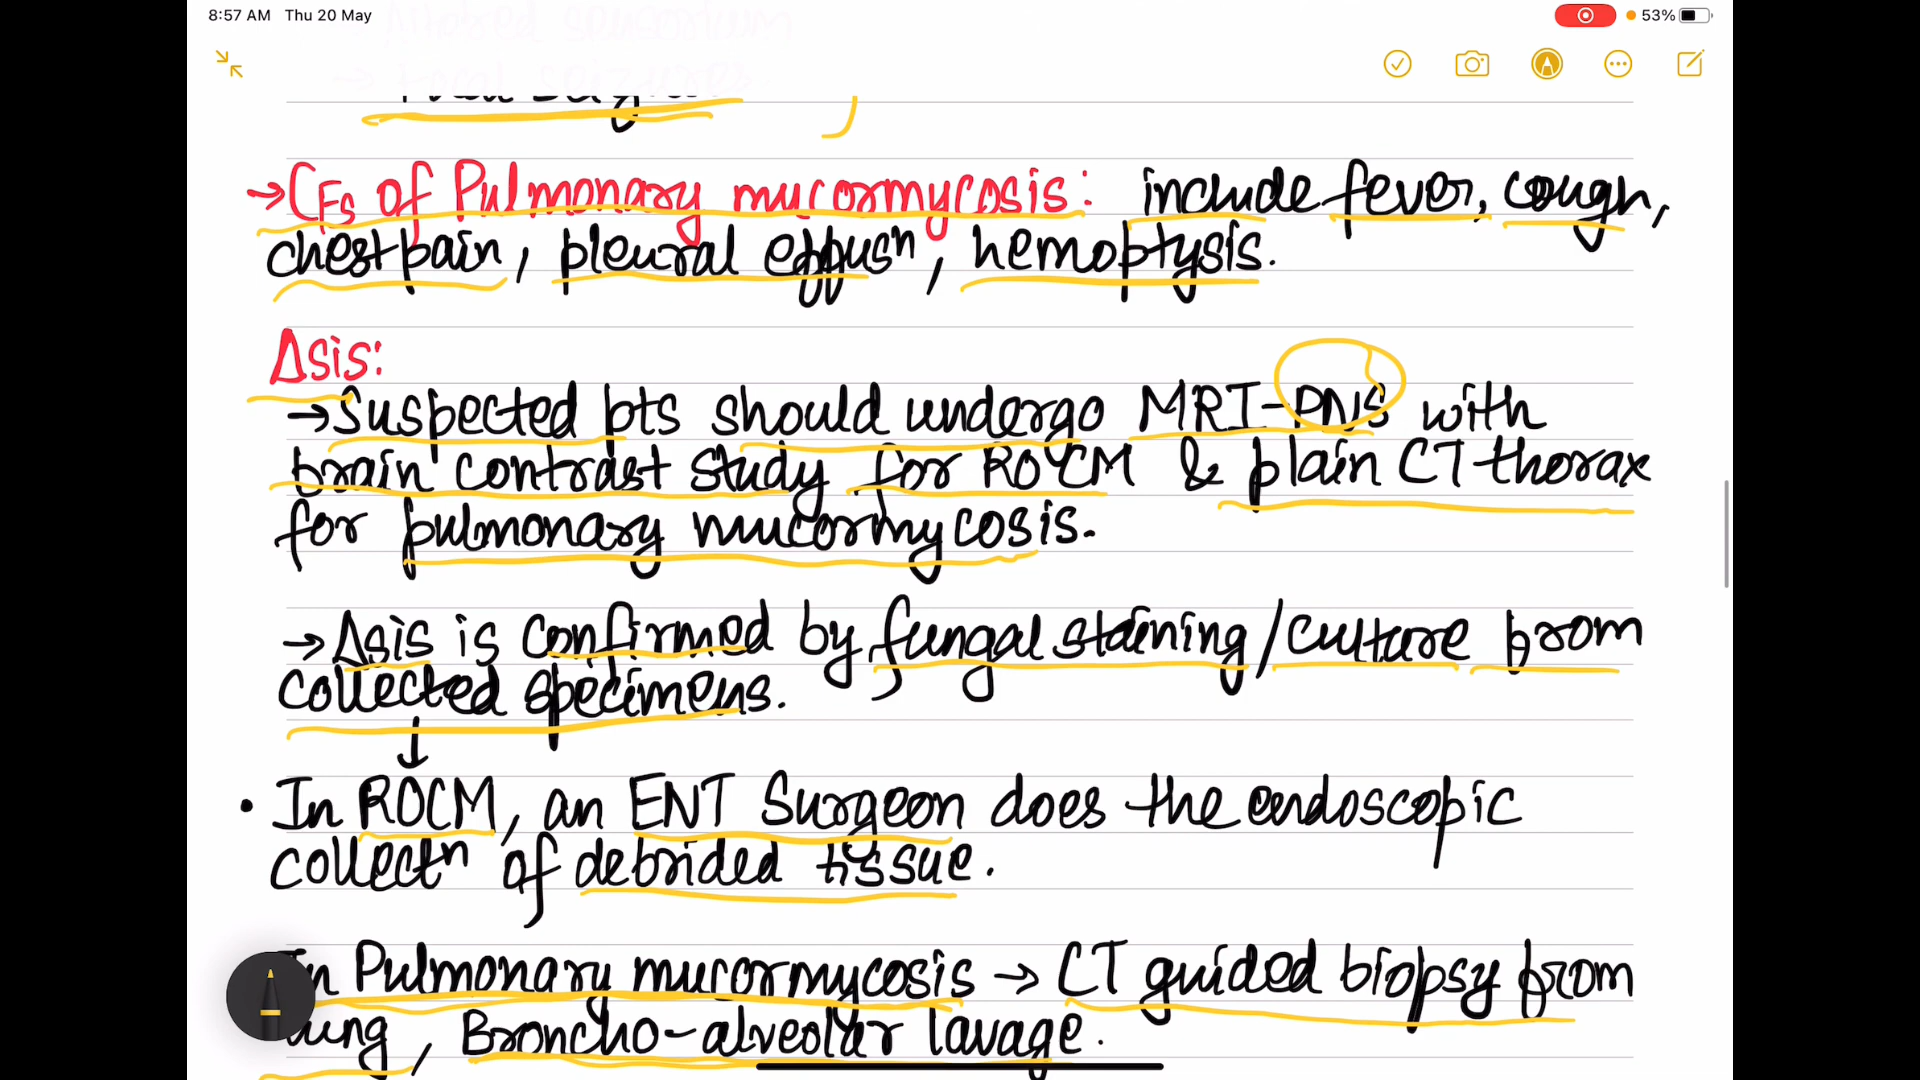 8:57 AM Thu 20 May
53%
→ CFs of Pulmonary mucormycosis: include fever, cough,
chest pain, pleural effusⁿ, hemoptysis.
Δsis:
→ Suspected pts should undergo MRI-PNS with
brain contrast study for ROCM & plain CT thorax
for pulmonary mucormycosis.
→ Δsis is confirmed by fungal staining/culture from
collected specimens.
↓
• In ROCM, an ENT Surgeon does the endoscopic
collectⁿ of debrided tissue.
In Pulmonary mucormycosis → CT guided biopsy from
lung, Broncho-alveolar lavage.